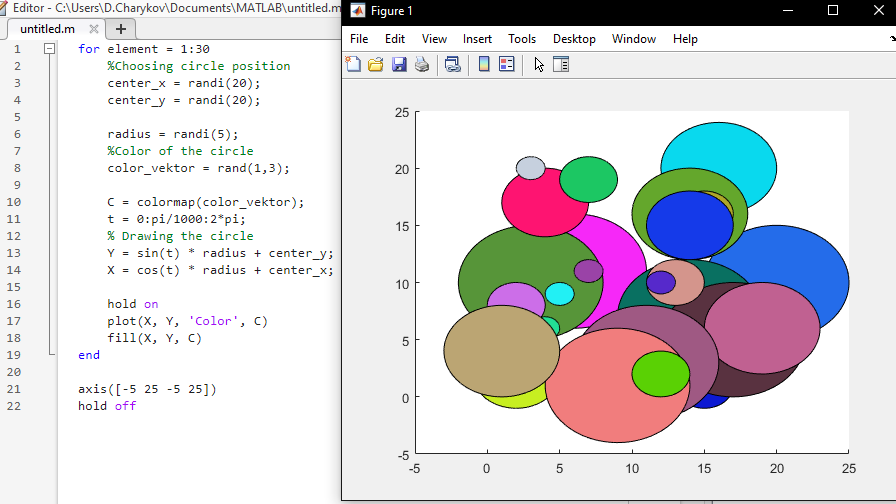 Editor - C:\Users\D.Charykov\Documents\MATLAB\untitled.m
untitled.m
1 for element = 1:30
2 %Choosing circle position
3 center_x = randi(20);
4 center_y = randi(20);
5
6 radius = randi(5);
7 %Color of the circle
8 color_vektor = rand(1,3);
9
10 C = colormap(color_vektor);
11 t = 0:pi/1000:2*pi;
12 % Drawing the circle
13 Y = sin(t) * radius + center_y;
14 X = cos(t) * radius + center_x;
15
16 hold on
17 plot(X, Y, 'Color', C)
18 fill(X, Y, C)
19 end
20
21 axis([-5 25 -5 25])
22 hold off
Figure 1
File Edit View Insert Tools Desktop Window Help
25
20
15
10
5
0
-5
-5 0 5 10 15 20 25